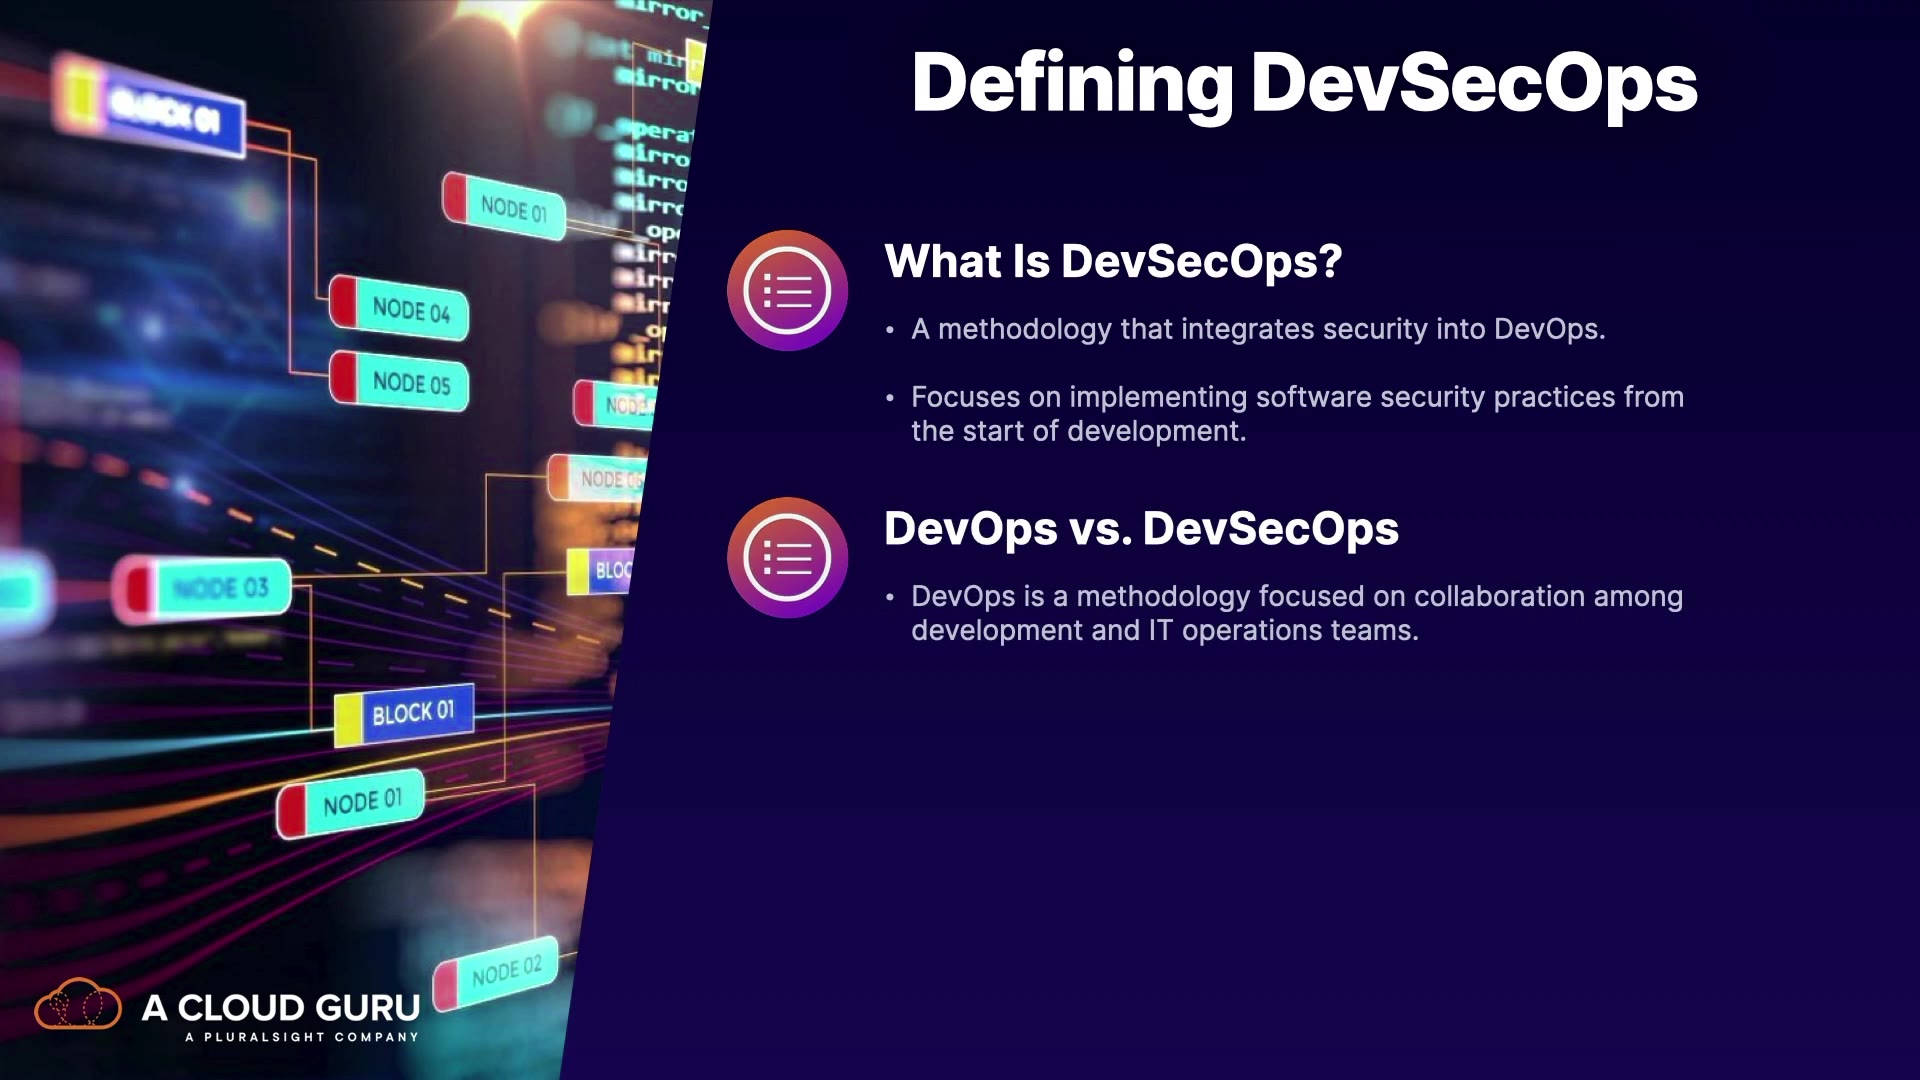 Defining DevSecOps
What Is DevSecOps?
• A methodology that integrates security into DevOps.
• Focuses on implementing software security practices from
the start of development.
DevOps vs. DevSecOps
• DevOps is a methodology focused on collaboration among
development and IT operations teams.
BLOCK 01
NODE 01
NODE 04
NODE 05
NODE 06
NODE 03
BLOCK 01
NODE 01
NODE 02
A CLOUD GURU
A PLURALSIGHT COMPANY